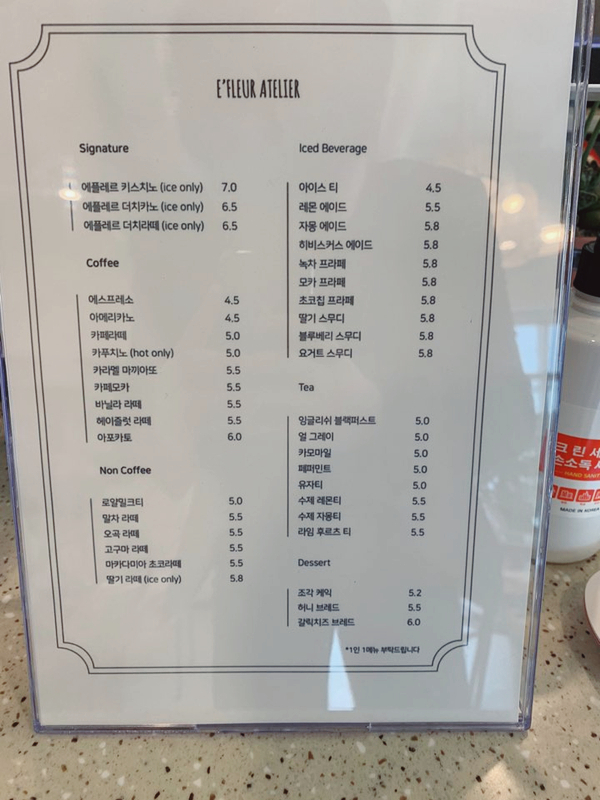 E'FLEUR ATELIER
Signature
에플레르 키스치노 (ice only) 7.0
에플레르 더치카노 (ice only) 6.5
에플레르 더치라떼 (ice only) 6.5
Coffee
에스프레소 4.5
아메리카노 4.5
카페라떼 5.0
카푸치노 (hot only) 5.0
카라멜 마끼아또 5.5
카페모카 5.5
바닐라 라떼 5.5
헤이즐럿 라떼 5.5
아포카토 6.0
Non Coffee
로얄밀크티 5.0
말차 라떼 5.5
오곡 라떼 5.5
고구마 라떼 5.5
마카다미아 초코라떼 5.5
딸기 라떼 (ice only) 5.8
Iced Beverage
아이스 티 4.5
레몬 에이드 5.5
자몽 에이드 5.8
히비스커스 에이드 5.8
녹차 프라페 5.8
모카 프라페 5.8
초코칩 프라페 5.8
딸기 스무디 5.8
블루베리 스무디 5.8
요거트 스무디 5.8
Tea
잉글리쉬 블랙퍼스트 5.0
얼 그레이 5.0
카모마일 5.0
페퍼민트 5.0
유자티 5.0
수제 레몬티 5.5
수제 자몽티 5.5
라임 후르츠 티 5.5
Dessert
조각 케익 5.2
허니 브레드 5.5
갈릭치즈 브레드 6.0
*1인 1메뉴 부탁드립니다
크린 세
손소독
HAND SANIT
MADE IN KOREA